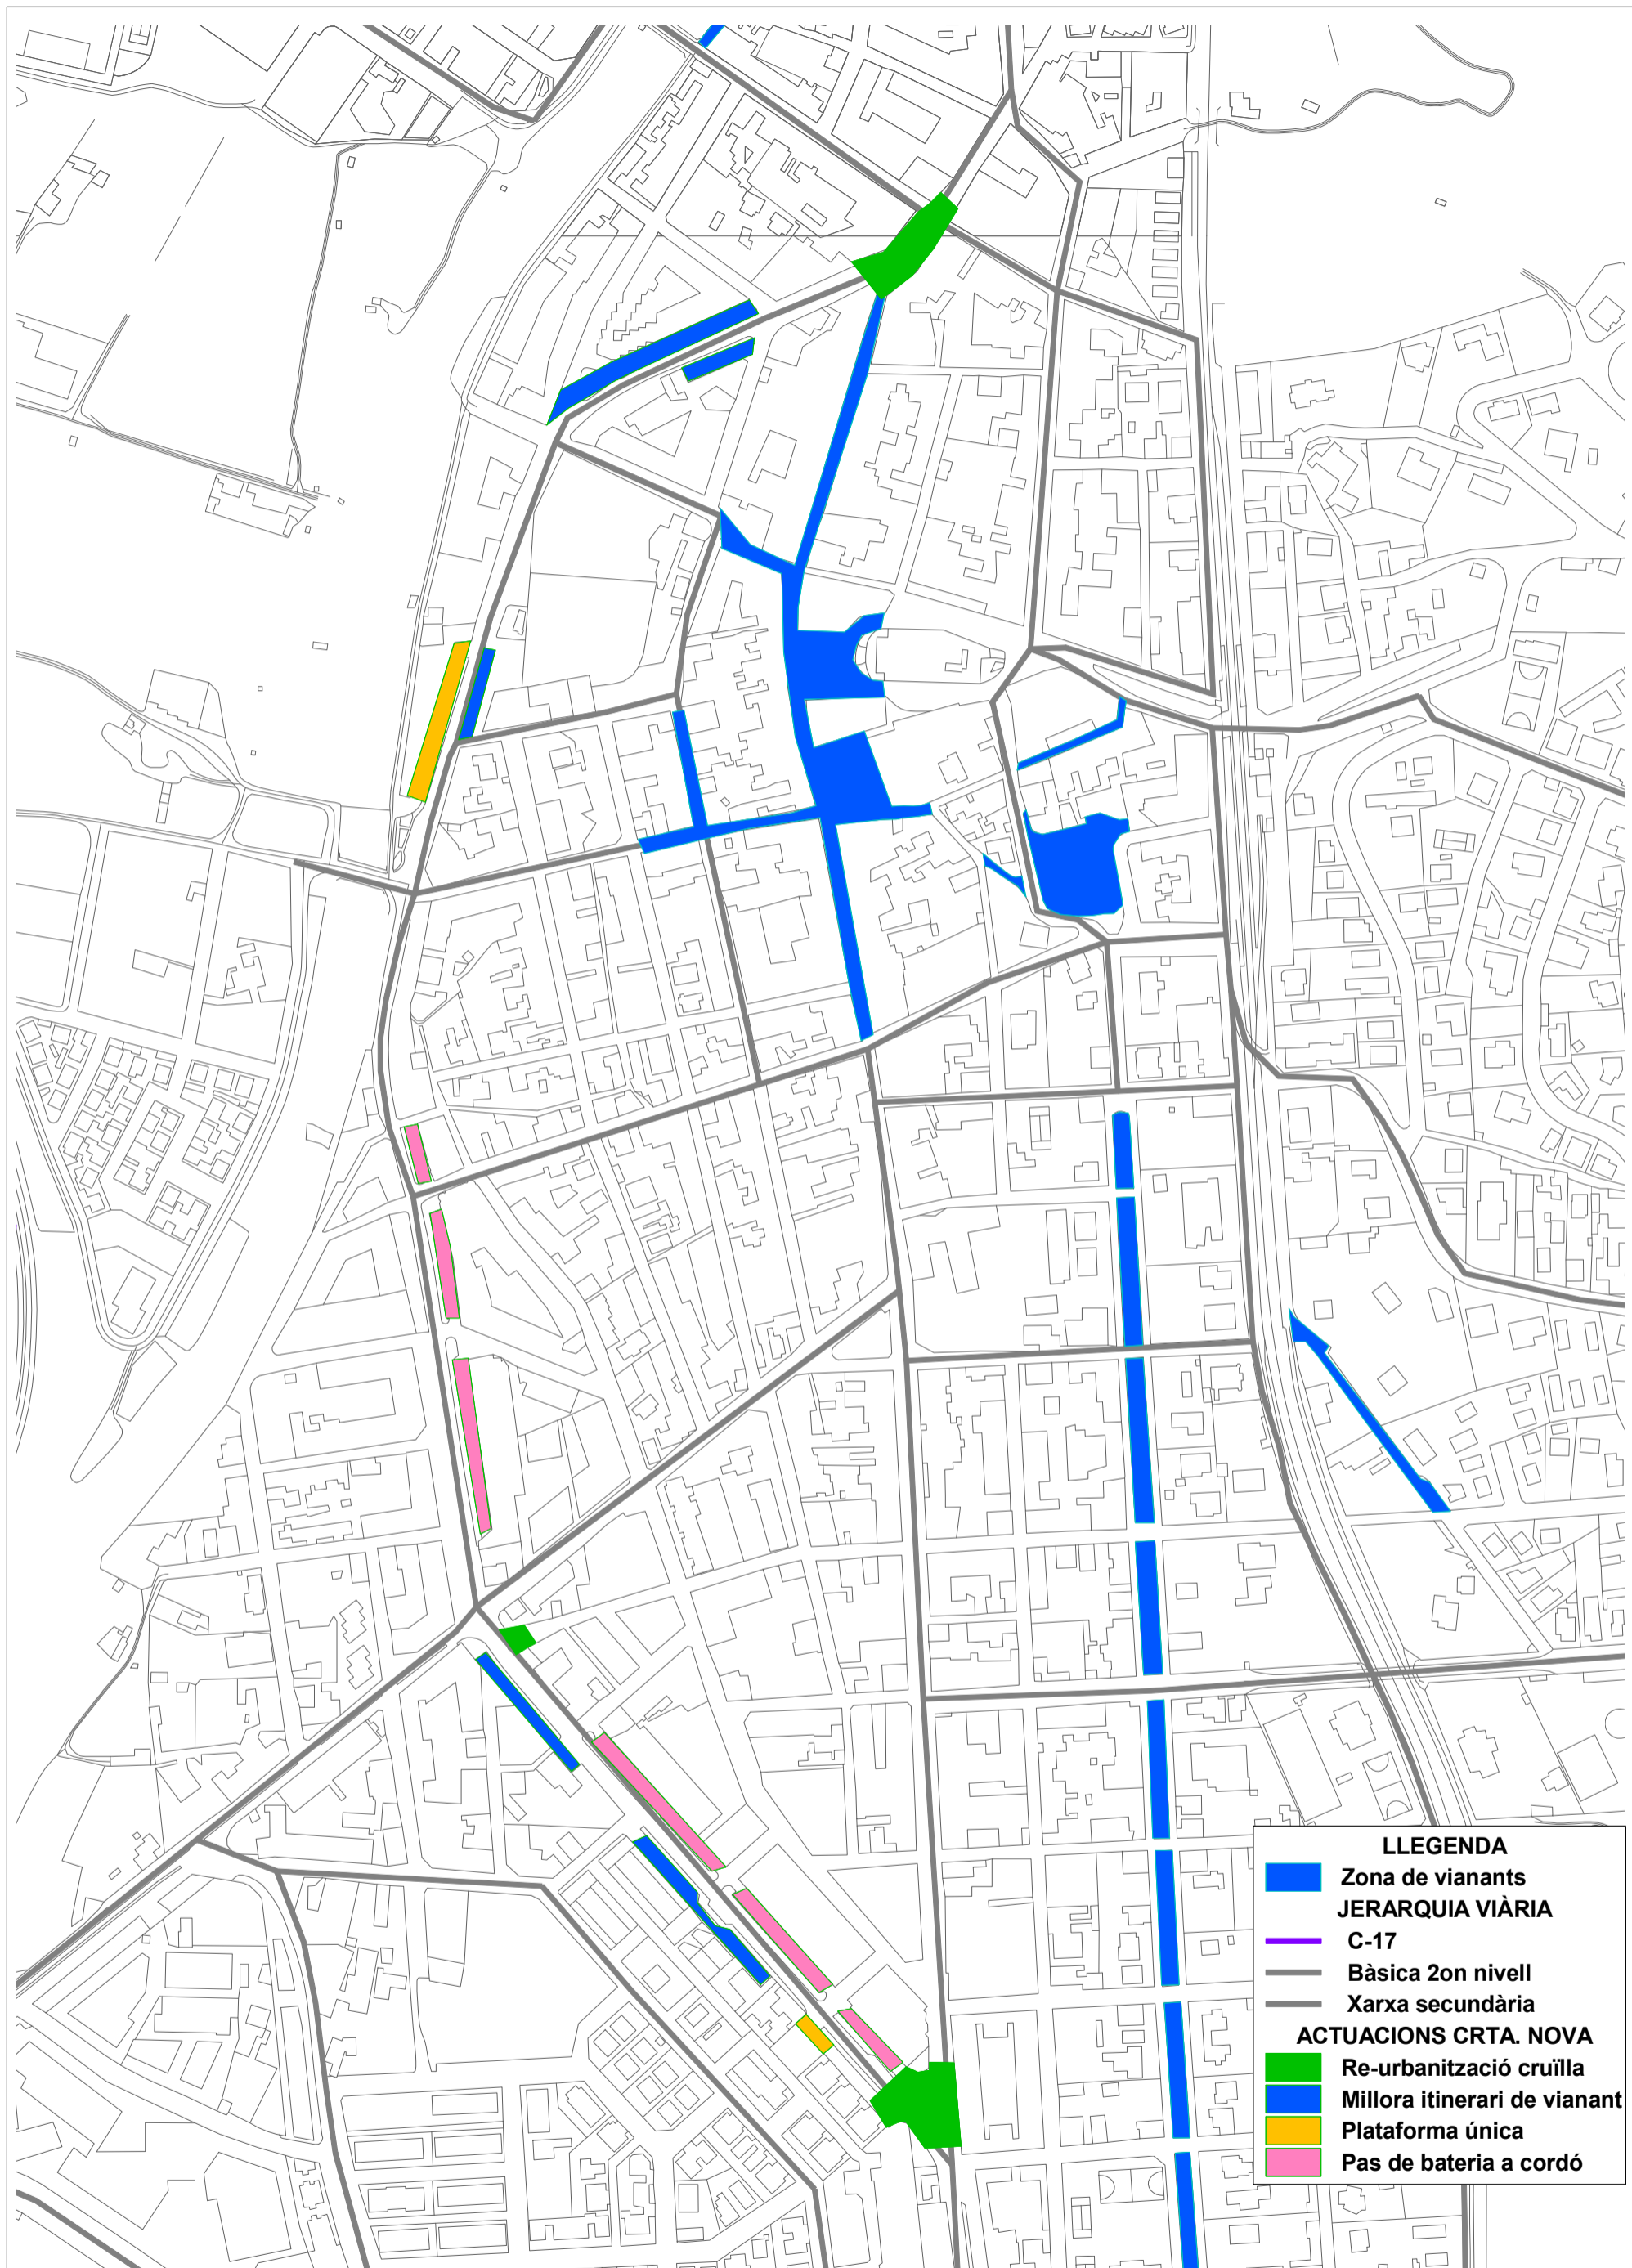 LLEGENDA
Zona de vianants
JERARQUIA VIÀRIA
C-17
Bàsica 2on nivell
Xarxa secundària
ACTUACIONS CRTA. NOVA
Re-urbanització cruïlla
Millora itinerari de vianant
Plataforma única
Pas de bateria a cordó